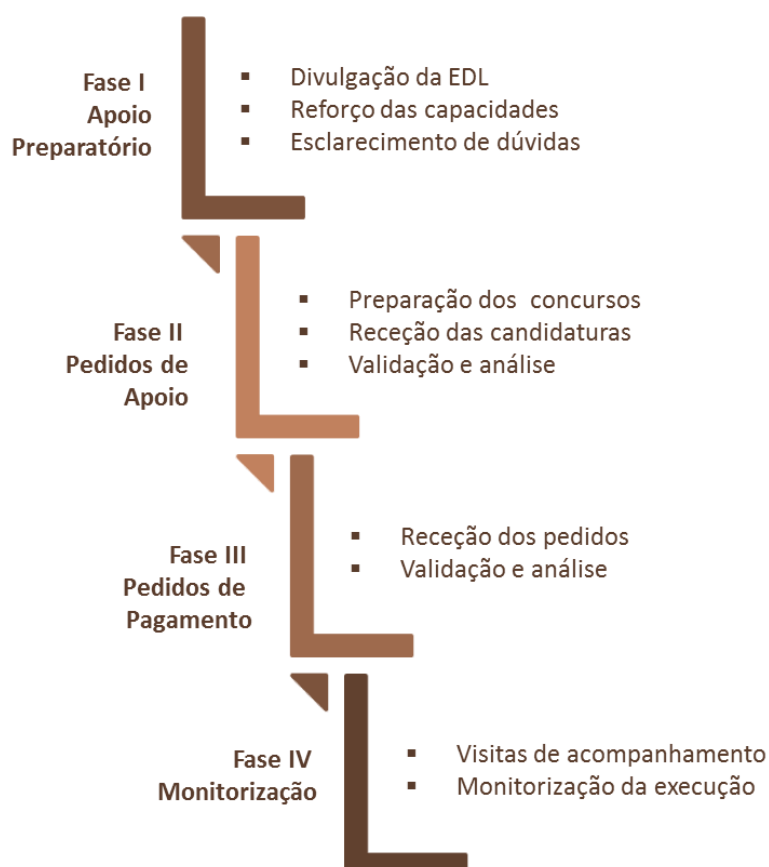 Fase I
Apoio
Preparatório
▪ Divulgação da EDL
▪ Reforço das capacidades
▪ Esclarecimento de dúvidas
Fase II
Pedidos de
Apoio
▪ Preparação dos concursos
▪ Receção das candidaturas
▪ Validação e análise
Fase III
Pedidos de
Pagamento
▪ Receção dos pedidos
▪ Validação e análise
Fase IV
Monitorização
▪ Visitas de acompanhamento
▪ Monitorização da execução